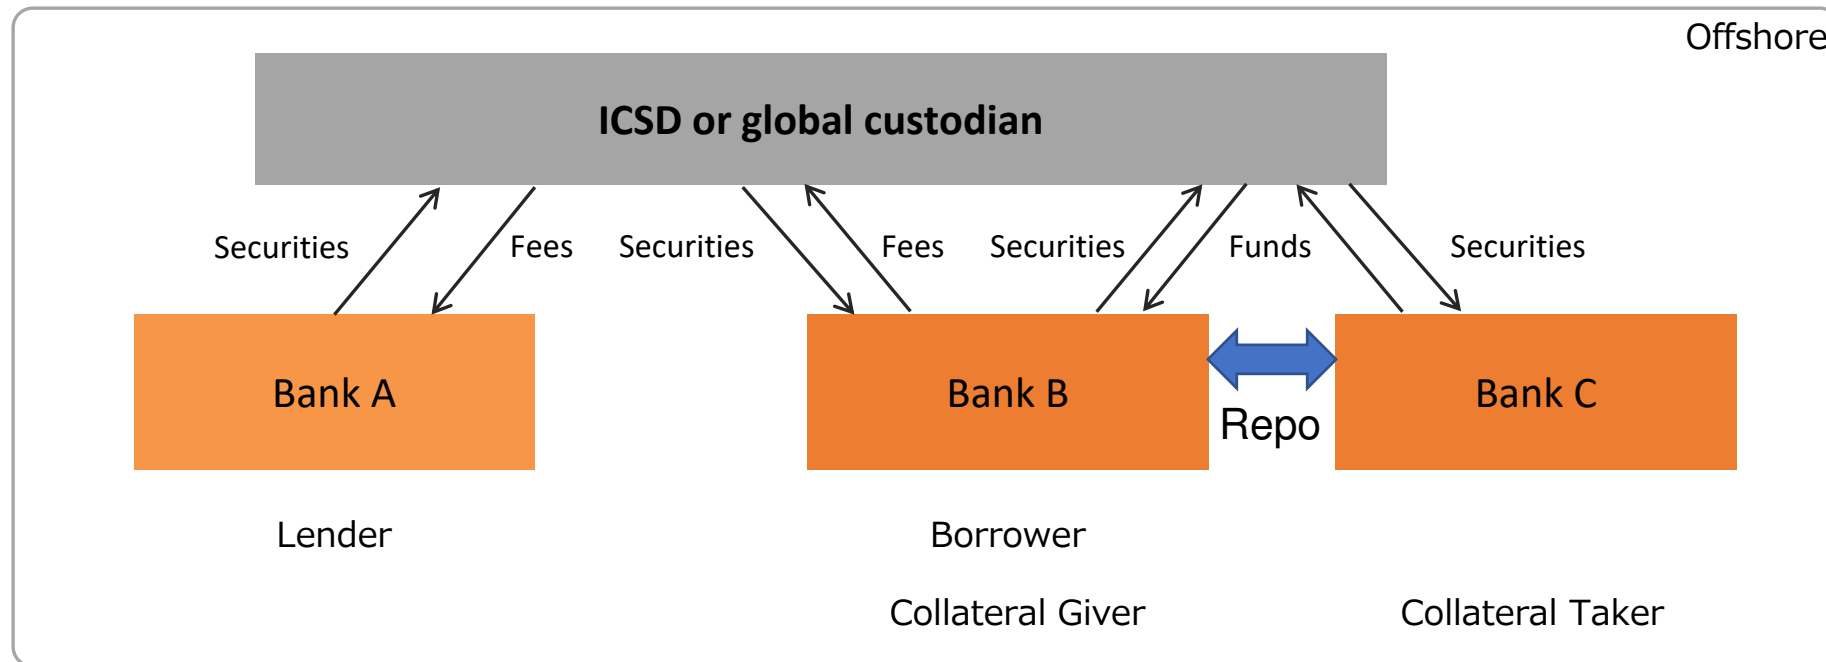 Offshore
ICSD or global custodian
Securities
Fees
Securities
Fees
Securities
Funds
Securities
Bank A
Bank B
Repo
Bank C
Lender
Borrower
Collateral Giver
Collateral Taker